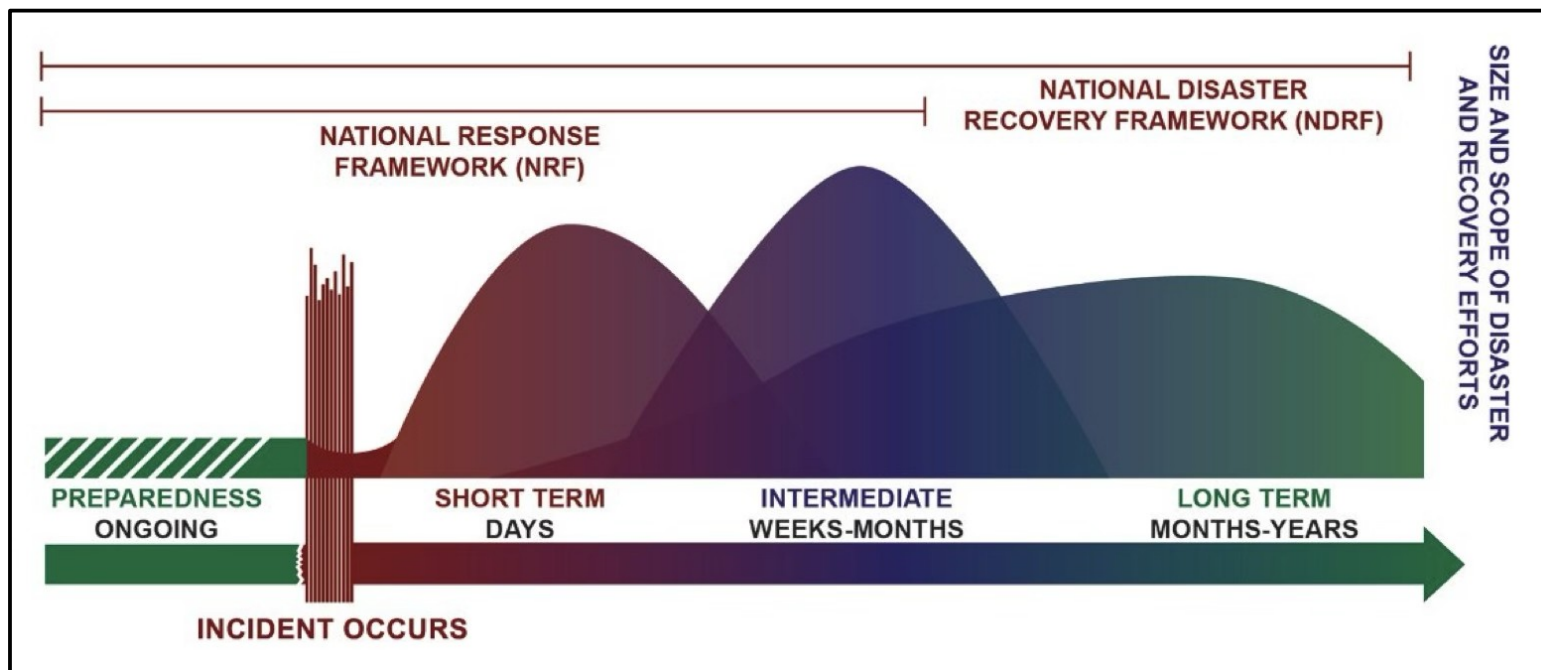 NATIONAL DISASTER
RECOVERY FRAMEWORK (NDRF)
NATIONAL RESPONSE
FRAMEWORK (NRF)
SIZE AND SCOPE OF DISASTER
AND RECOVERY EFFORTS
PREPAREDNESS
ONGOING
SHORT TERM
DAYS
INTERMEDIATE
WEEKS-MONTHS
LONG TERM
MONTHS-YEARS
INCIDENT OCCURS